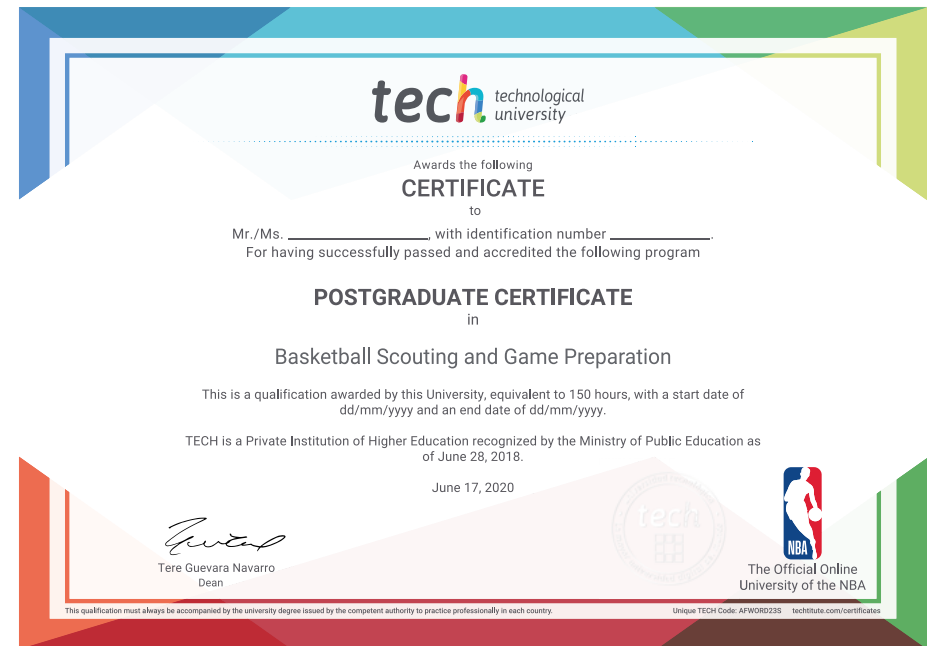 tech technological
university
Awards the following
CERTIFICATE
to
Mr./Ms. ____________________, with identification number ______________.
For having successfully passed and accredited the following program
POSTGRADUATE CERTIFICATE
in
Basketball Scouting and Game Preparation
This is a qualification awarded by this University, equivalent to 150 hours, with a start date of
dd/mm/yyyy and an end date of dd/mm/yyyy.
TECH is a Private Institution of Higher Education recognized by the Ministry of Public Education as
of June 28, 2018.
June 17, 2020
tech
NBA
Tere Guevara Navarro
Dean
The Official Online
University of the NBA
This qualification must always be accompanied by the university degree issued by the competent authority to practice professionally in each country.
Unique TECH Code: AFWORD23S techtitute.com/certificates